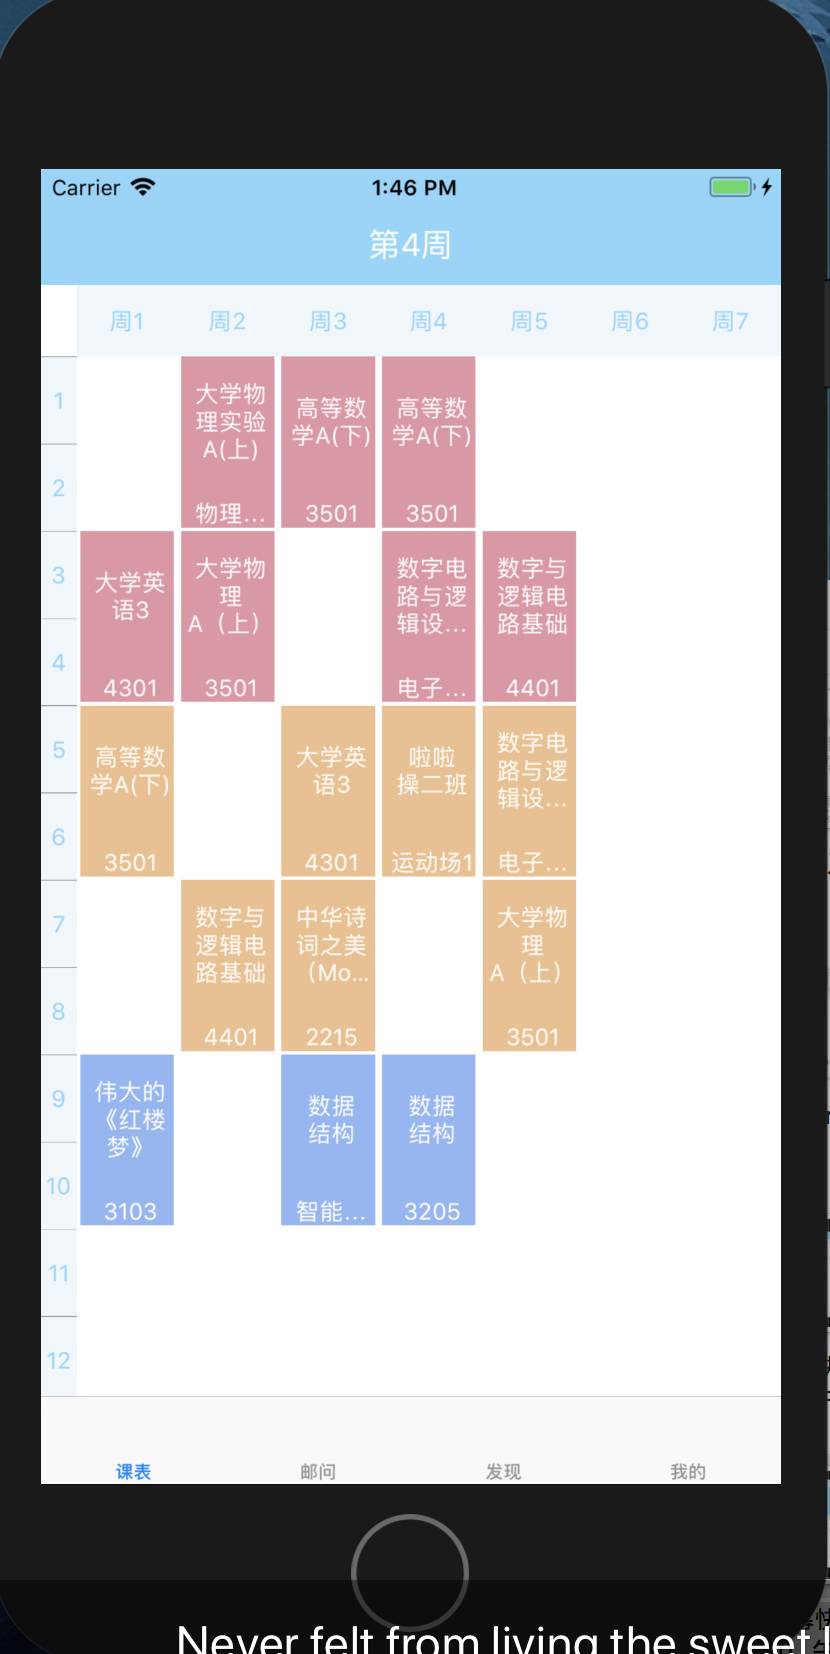 Carrier 1:46 PM
第4周
周1 周2 周3 周4 周5 周6 周7
1
2
3
4
5
6
7
8
9
10
11
12
大学物
理实验
A(上)
物理...
高等数
学A(下)
3501
高等数
学A(下)
3501
大学英
语3
4301
大学物
理
A（上）
3501
数字电
路与逻
辑设...
电子...
数字与
逻辑电
路基础
4401
高等数
学A(下)
3501
大学英
语3
4301
啦啦
操二班
运动场1
数字电
路与逻
辑设...
电子...
数字与
逻辑电
路基础
4401
中华诗
词之美
（Mo...
2215
大学物
理
A（上）
3501
伟大的
《红楼
梦》
3103
数据
结构
智能...
数据
结构
3205
课表 邮问 发现 我的
Never felt from living the sweet